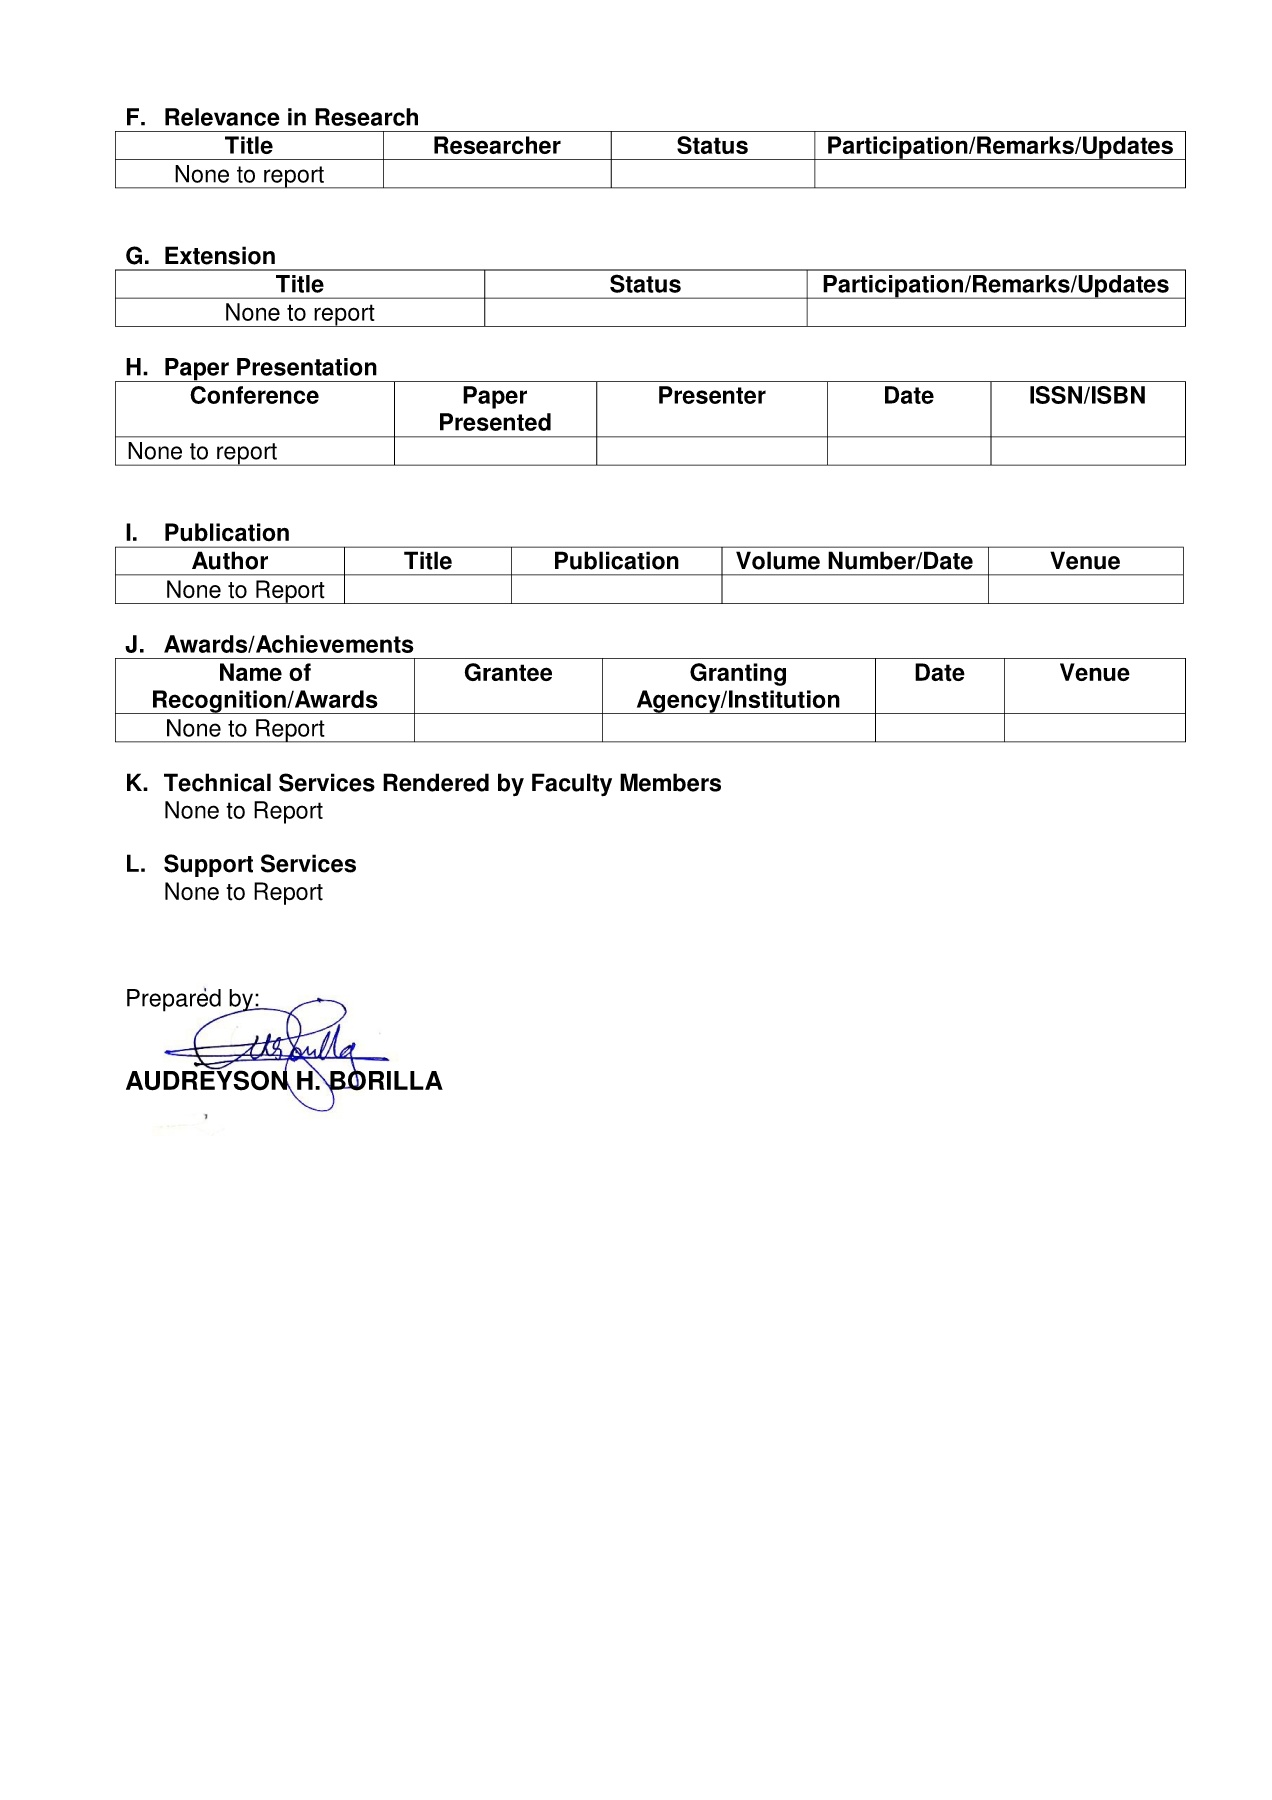 F. Relevance in Research
Title Researcher Status Participation/Remarks/Updates
None to report
G. Extension
Title Status Participation/Remarks/Updates
None to report
H. Paper Presentation
Conference Paper Presented Presenter Date ISSN/ISBN
None to report
I. Publication
Author Title Publication Volume Number/Date Venue
None to Report
J. Awards/Achievements
Name of Recognition/Awards Grantee Granting Agency/Institution Date Venue
None to Report
K. Technical Services Rendered by Faculty Members
None to Report
L. Support Services
None to Report
Prepared by:
AUDREYSON H. BORILLA